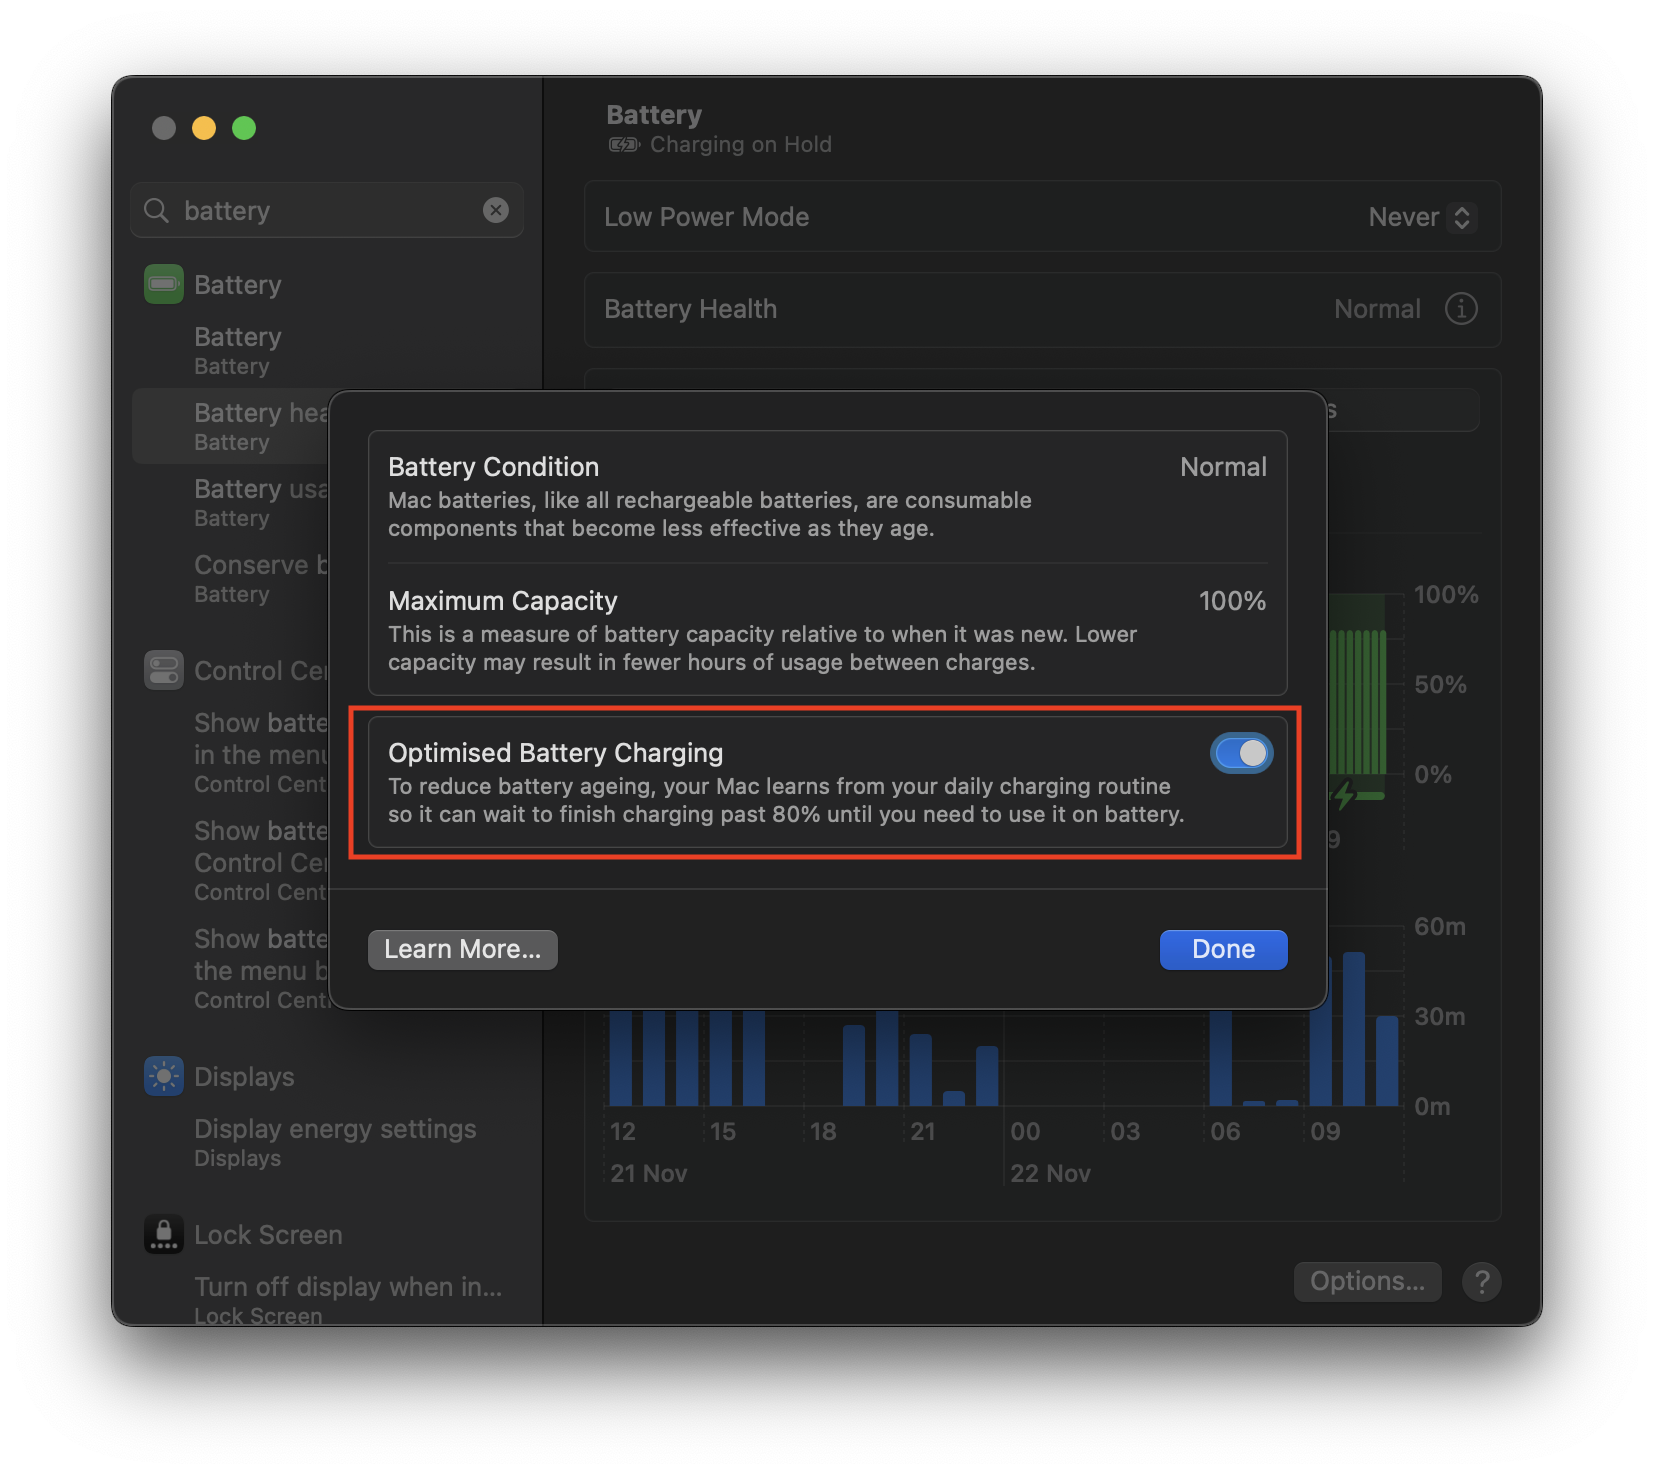 battery
Battery
Battery
Battery
Battery hea
Battery
Battery usa
Battery
Conserve b
Battery
Control Cen
Show batte
in the menu
Control Cent
Show batte
Control Cen
Control Cent
Show batte
the menu b
Control Centr
Displays
Display energy settings
Displays
Lock Screen
Turn off display when in...
Lock Screen
Battery
Charging on Hold
Low Power Mode
Never
Battery Health
Normal
s
Battery Condition
Normal
Mac batteries, like all rechargeable batteries, are consumable
components that become less effective as they age.
Maximum Capacity
100%
This is a measure of battery capacity relative to when it was new. Lower
capacity may result in fewer hours of usage between charges.
Optimised Battery Charging
To reduce battery ageing, your Mac learns from your daily charging routine
so it can wait to finish charging past 80% until you need to use it on battery.
Learn More...
Done
100%
50%
0%
9
60m
30m
0m
12 15 18 21 00 03 06 09
21 Nov 22 Nov
Options...
?